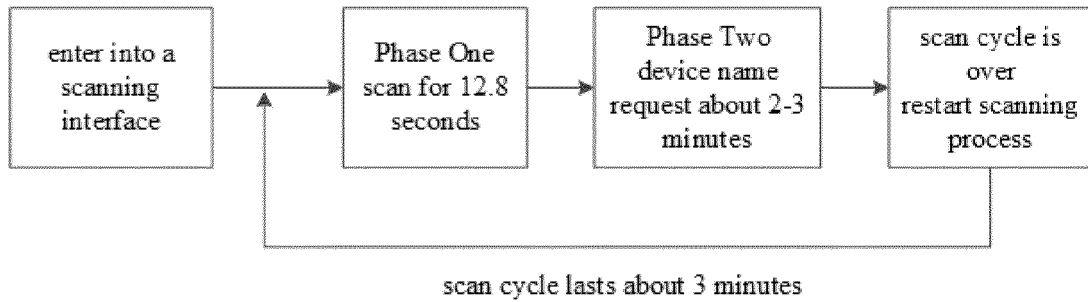 enter into a
scanning
interface
Phase One
scan for 12.8
seconds
Phase Two
device name
request about 2-3
minutes
scan cycle is
over
restart scanning
process
scan cycle lasts about 3 minutes